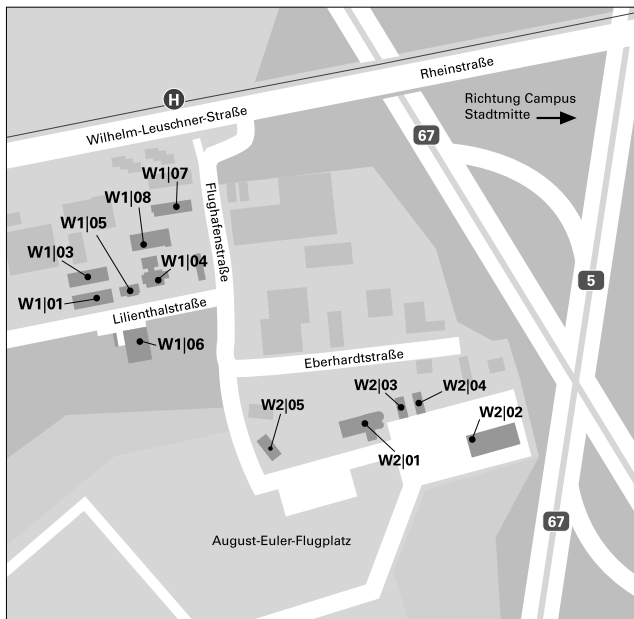 Rheinstraße
Richtung Campus
Stadtmitte
H
Wilhelm-Leuschner-Straße
67
W1|07
Flughafenstraße
W1|08
W1|05
W1|03
W1|04
5
W1|01
Lilienthalstraße
W1|06
Eberhardtstraße
W2|03
W2|04
W2|05
W2|02
W2|01
67
August-Euler-Flugplatz